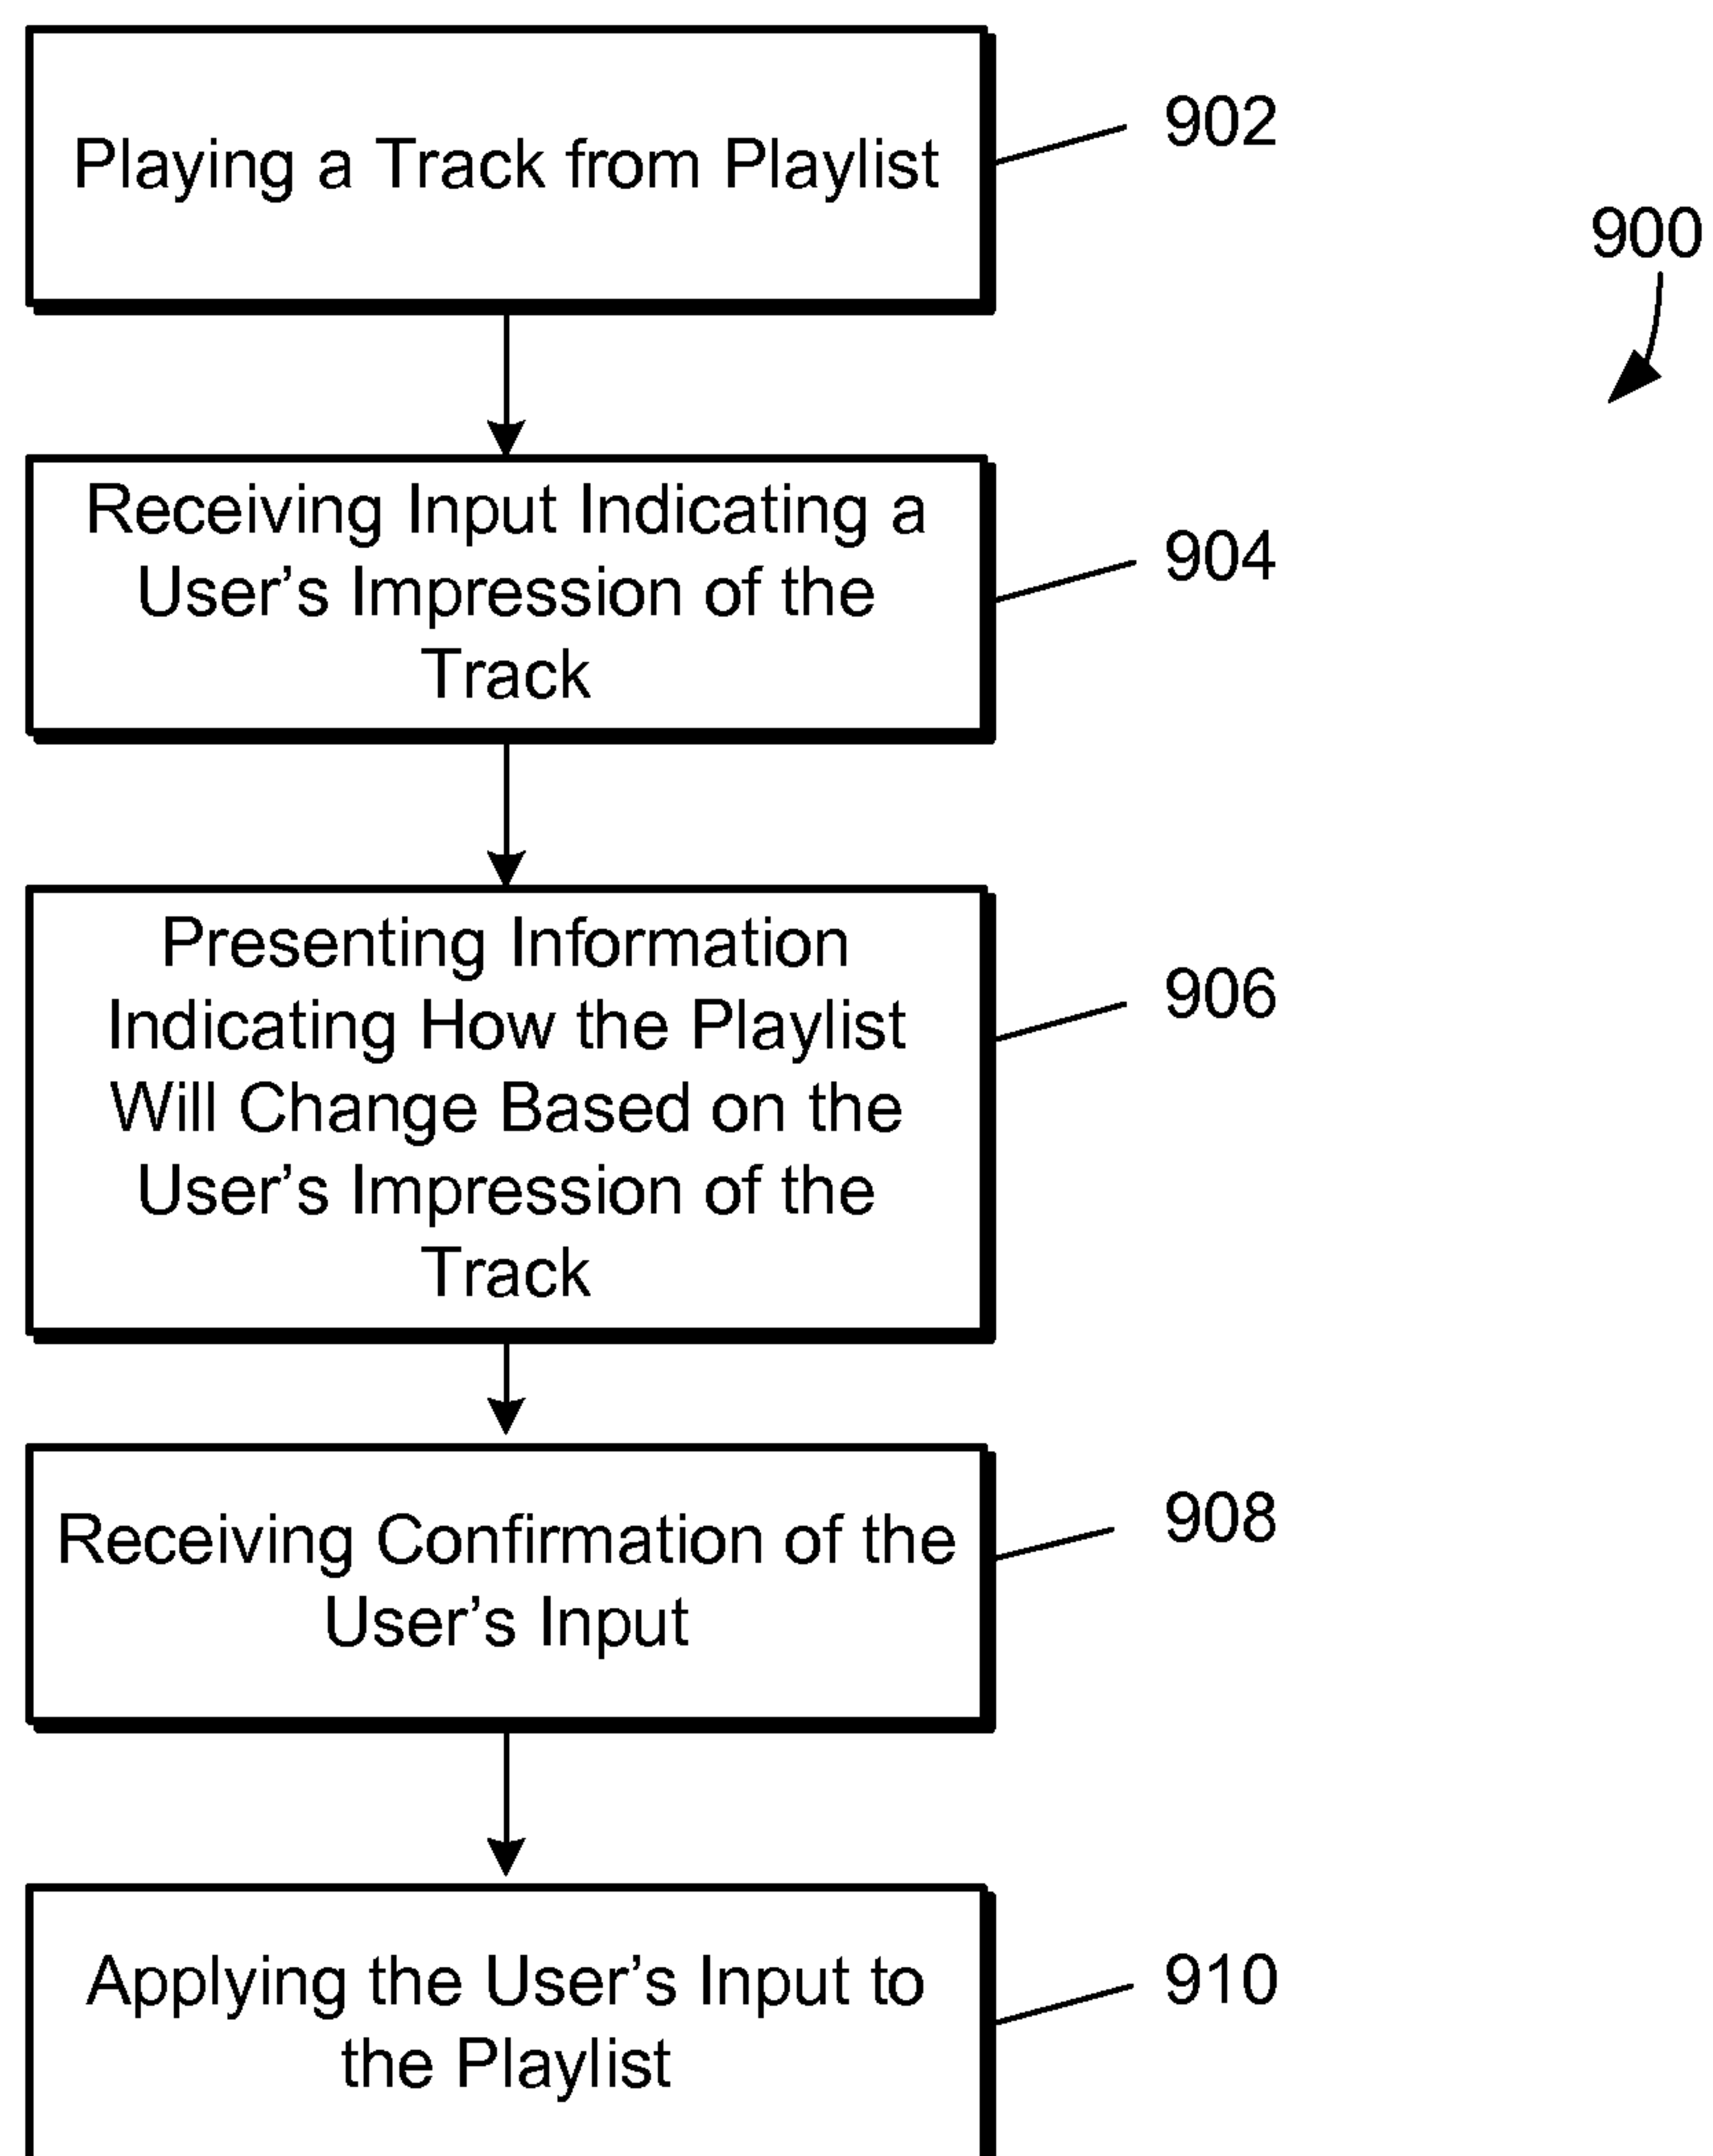 Playing a Track from Playlist
902
900
Receiving Input Indicating a
User’s Impression of the
Track
904
Presenting Information
Indicating How the Playlist
Will Change Based on the
User’s Impression of the
Track
906
Receiving Confirmation of the
User’s Input
908
Applying the User’s Input to
the Playlist
910